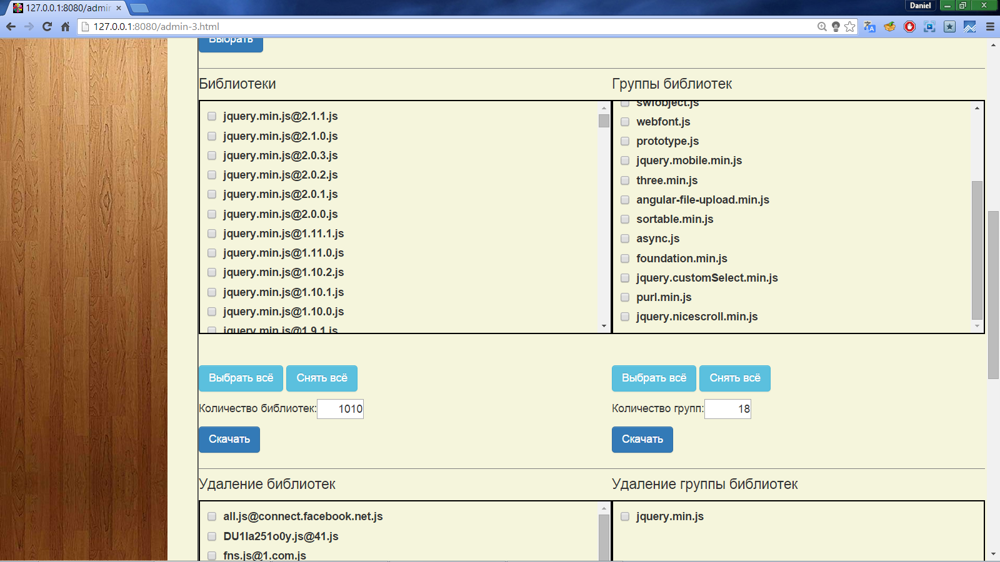 127.0.0.1:8080/admin
Daniel
127.0.0.1:8080/admin-3.html
Выбрать
Библиотеки
jquery.min.js@2.1.1.js
jquery.min.js@2.1.0.js
jquery.min.js@2.0.3.js
jquery.min.js@2.0.2.js
jquery.min.js@2.0.1.js
jquery.min.js@2.0.0.js
jquery.min.js@1.11.1.js
jquery.min.js@1.11.0.js
jquery.min.js@1.10.2.js
jquery.min.js@1.10.1.js
jquery.min.js@1.10.0.js
jquery.min.js@1.9.1.js
Группы библиотек
swfobject.js
webfont.js
prototype.js
jquery.mobile.min.js
three.min.js
angular-file-upload.min.js
sortable.min.js
async.js
foundation.min.js
jquery.customSelect.min.js
purl.min.js
jquery.nicescroll.min.js
Выбрать всё Снять всё
Количество библиотек: 1010
Скачать
Выбрать всё Снять всё
Количество групп: 18
Скачать
Удаление библиотек
all.js@connect.facebook.net.js
fns.js@1.com.js
Удаление группы библиотек
jquery.min.js